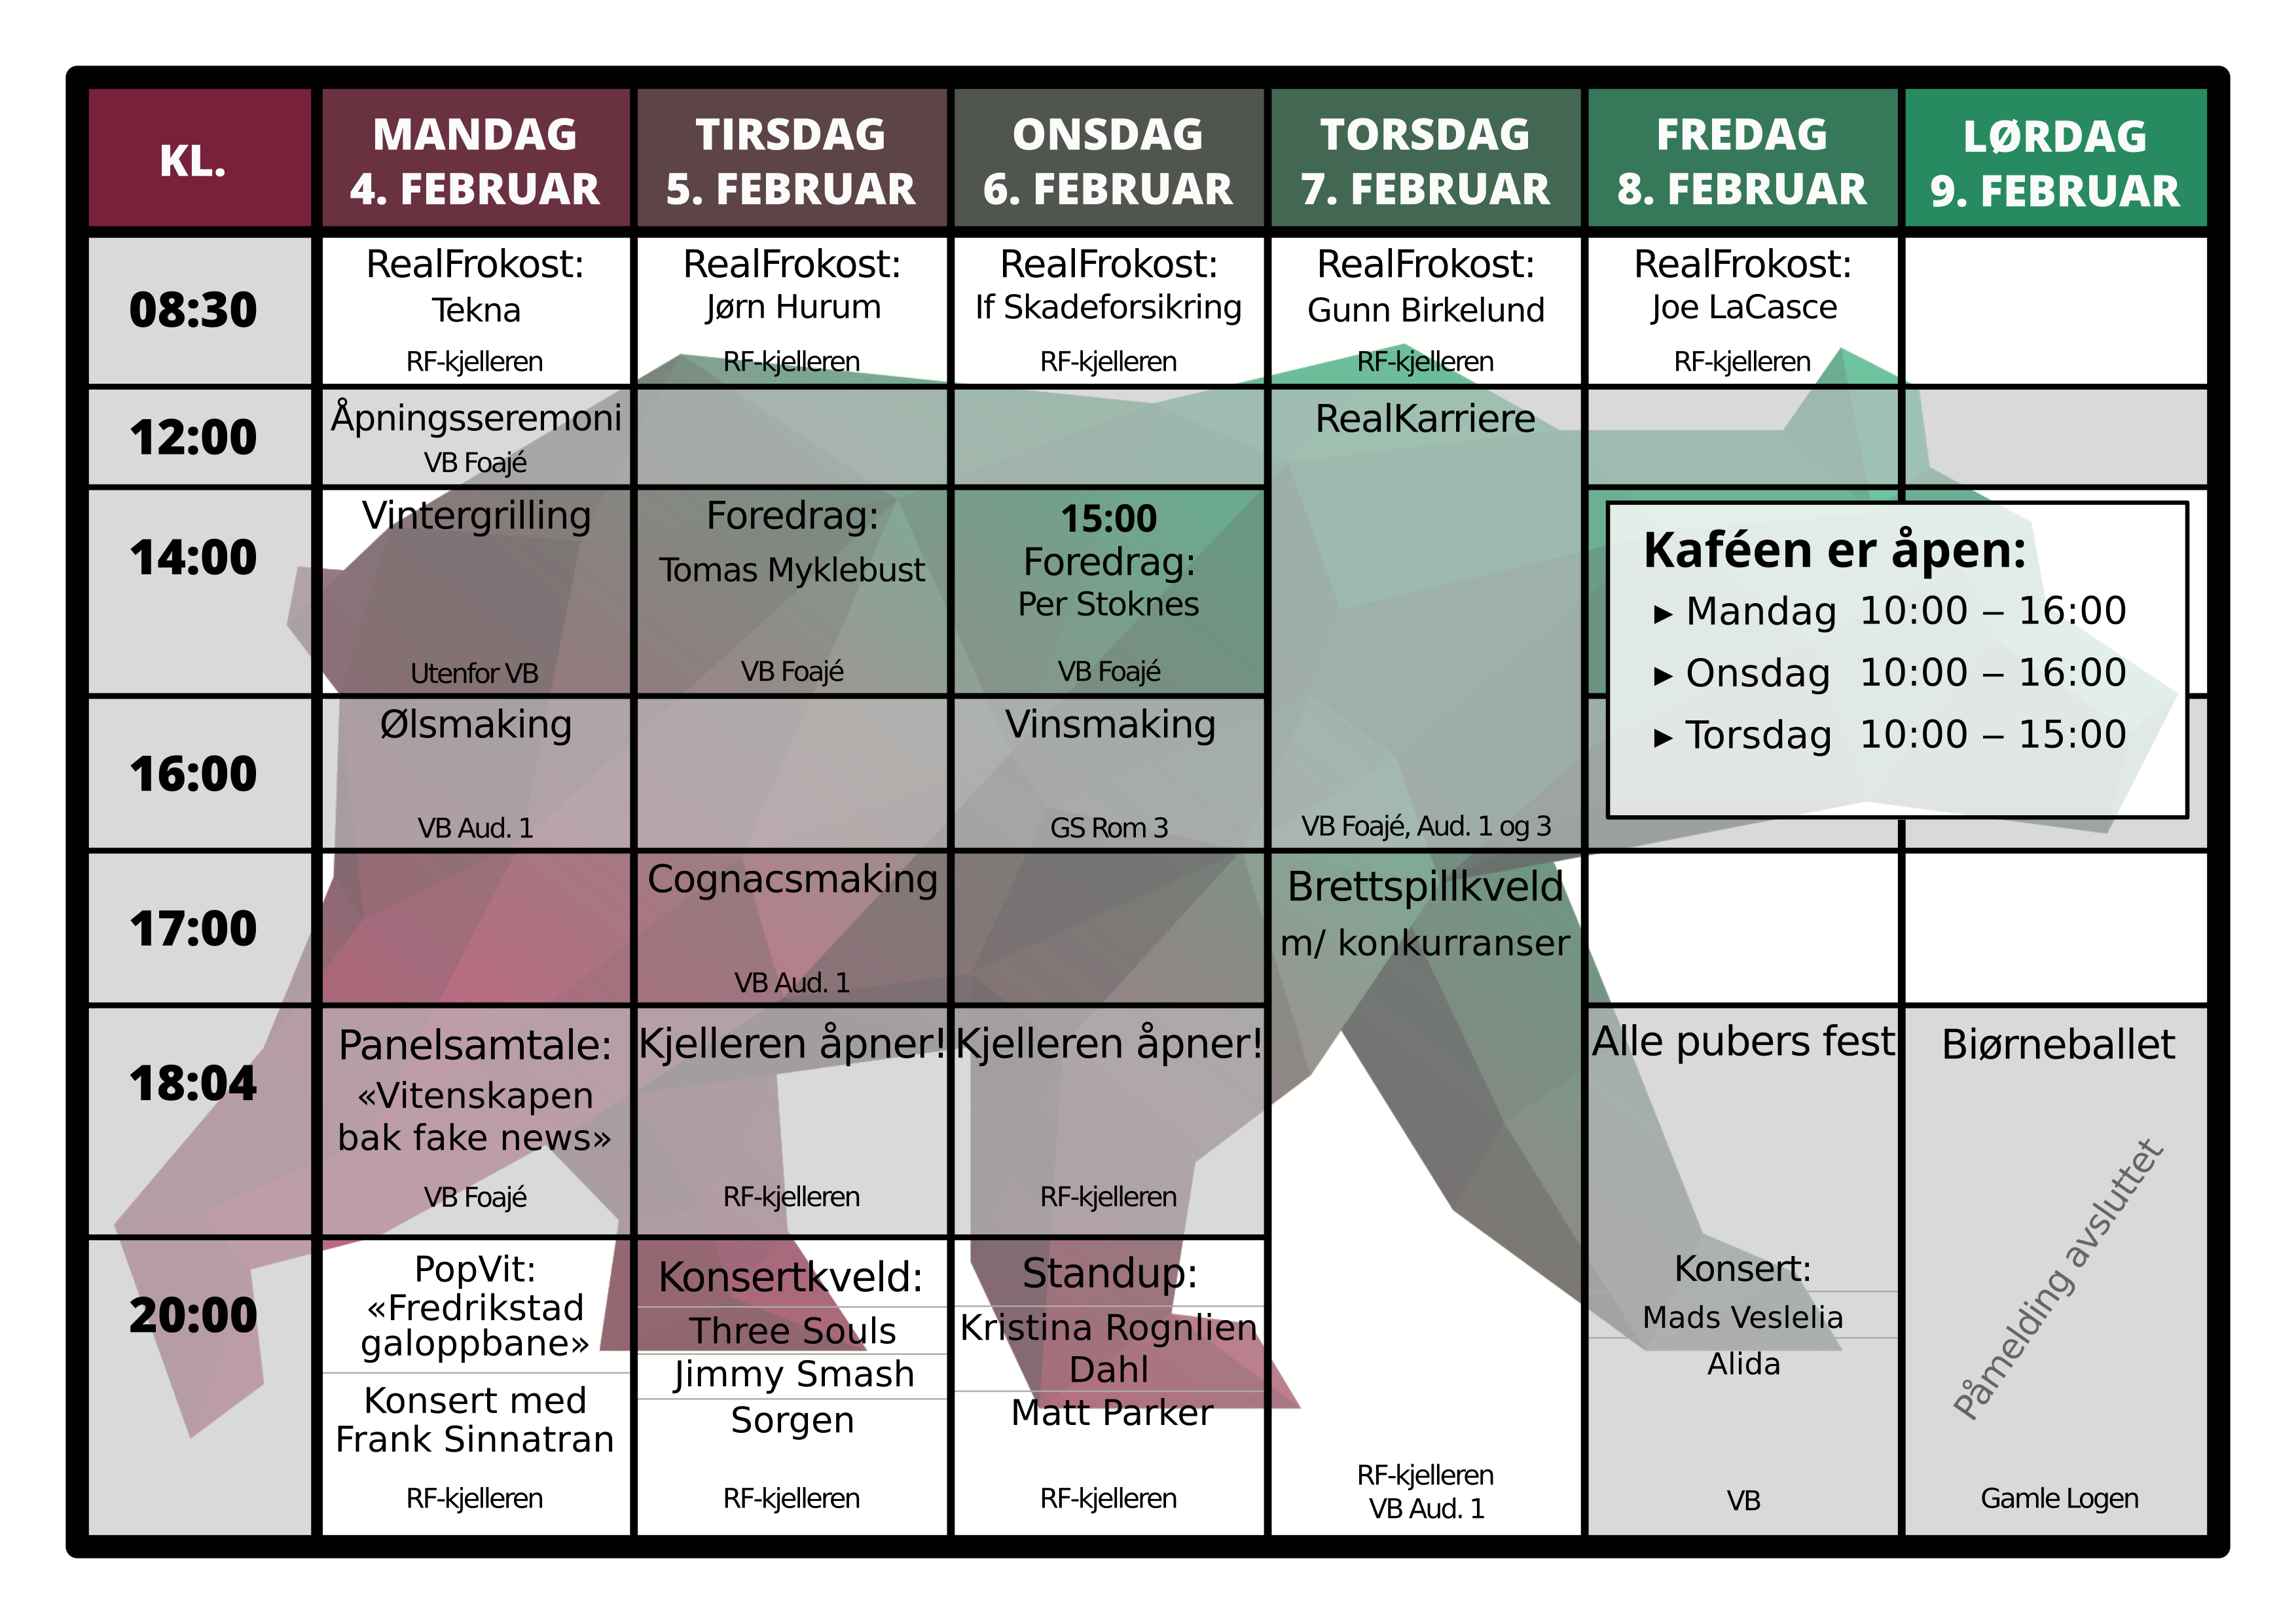 KL.
MANDAG
4. FEBRUAR
TIRSDAG
5. FEBRUAR
ONSDAG
6. FEBRUAR
TORSDAG
7. FEBRUAR
FREDAG
8. FEBRUAR
LØRDAG
9. FEBRUAR
08:30
RealFrokost:
Tekna
RF-kjelleren
RealFrokost:
Jørn Hurum
RF-kjelleren
RealFrokost:
If Skadeforsikring
RF-kjelleren
RealFrokost:
Gunn Birkelund
RF-kjelleren
RealFrokost:
Joe LaCasce
RF-kjelleren
12:00
Åpningsseremoni
VB Foajé
RealKarriere
VB Foajé, Aud. 1 og 3
14:00
Vintergrilling
Utenfor VB
Foredrag:
Tomas Myklebust
VB Foajé
15:00
Foredrag:
Per Stoknes
VB Foajé
Kaféen er åpen:
▸ Mandag 10:00 – 16:00
▸ Onsdag 10:00 – 16:00
▸ Torsdag 10:00 – 15:00
16:00
Ølsmaking
VB Aud. 1
Vinsmaking
GS Rom 3
17:00
Cognacsmaking
VB Aud. 1
Brettspillkveld
m/ konkurranser
RF-kjelleren
VB Aud. 1
18:04
Panelsamtale:
«Vitenskapen
bak fake news»
VB Foajé
Kjelleren åpner!
RF-kjelleren
Kjelleren åpner!
RF-kjelleren
Alle pubers fest
Konsert:
Mads Veslelia
Alida
VB
Biørneballet
Påmelding avsluttet
Gamle Logen
20:00
PopVit:
«Fredrikstad
galoppbane»
Konsert med
Frank Sinnatran
RF-kjelleren
Konsertkveld:
Three Souls
Jimmy Smash
Sorgen
RF-kjelleren
Standup:
Kristina Rognlien
Dahl
Matt Parker
RF-kjelleren